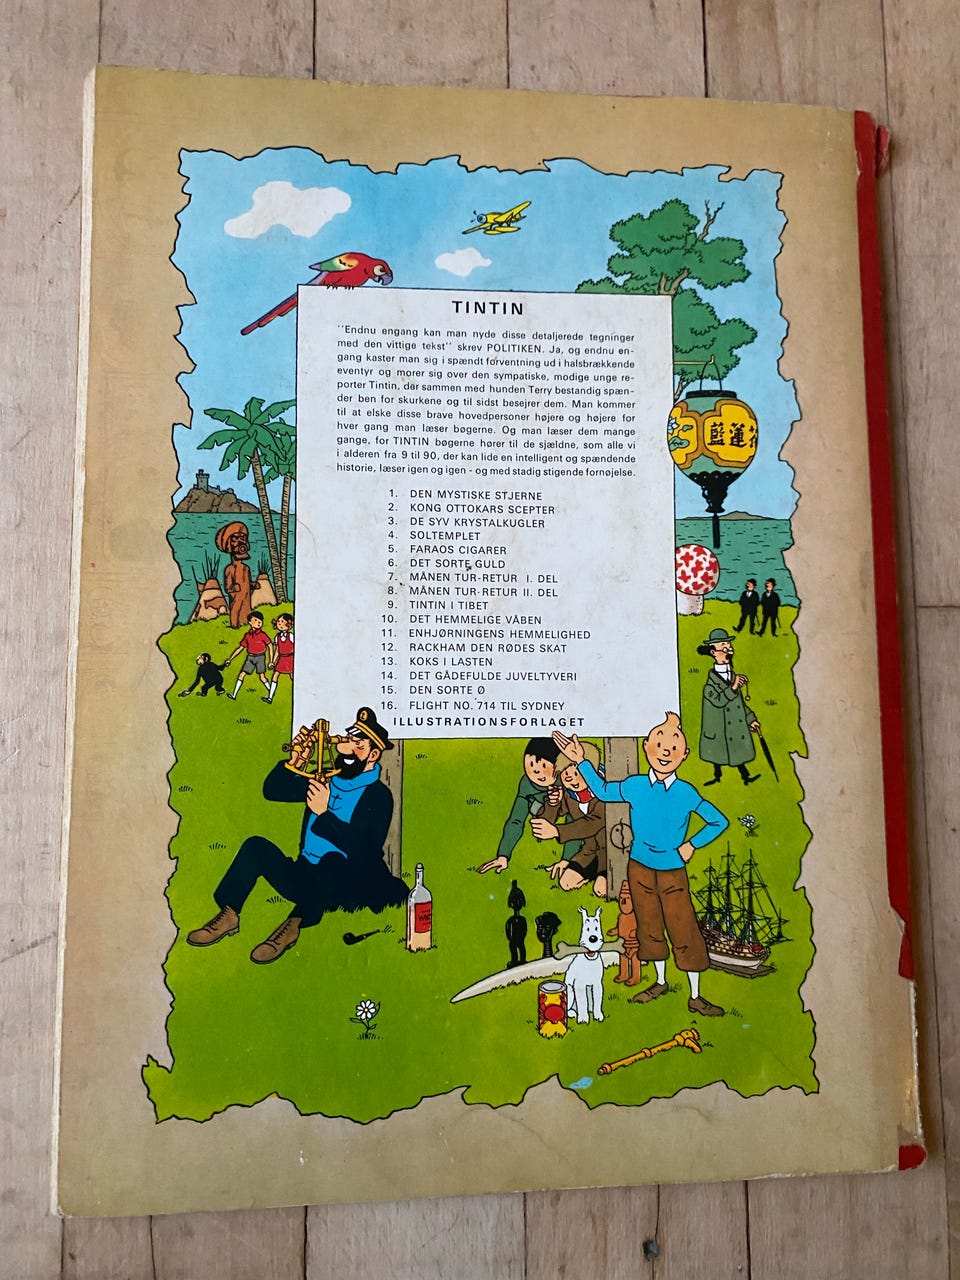 TINTIN
"Endnu engang kan man nyde disse detaljerede tegninger
med den vittige tekst" skrev POLITIKEN. Ja, og endnu en-
gang kaster man sig i spændt forventning ud i halsbrækkende
eventyr og morer sig over den sympatiske, modige unge re-
porter Tintin, der sammen med hunden Terry bestandig spæn-
der ben for skurkene og til sidst besejrer dem. Man kommer
til at elske disse brave hovedpersoner højere og højere for
hver gang man læser bøgerne. Og man læser dem mange
gange, for TINTIN bøgerne hører til de sjældne, som alle vi
i alderen fra 9 til 90, der kan lide en intelligent og spændende
historie, læser igen og igen - og med stadig stigende fornøjelse.
1. DEN MYSTISKE STJERNE
2. KONG OTTOKARS SCEPTER
3. DE SYV KRYSTALKUGLER
4. SOLTEMPLET
5. FARAOS CIGARER
6. DET SORTE GULD
7. MÅNEN TUR-RETUR I. DEL
8. MÅNEN TUR-RETUR II. DEL
9. TINTIN I TIBET
10. DET HEMMELIGE VÅBEN
11. ENHJØRNINGENS HEMMELIGHED
12. RACKHAM DEN RØDES SKAT
13. KOKS I LASTEN
14. DET GÅDEFULDE JUVELTYVERI
15. DEN SORTE Ø
16. FLIGHT NO. 714 TIL SYDNEY
ILLUSTRATIONSFORLAGET
藍蓮